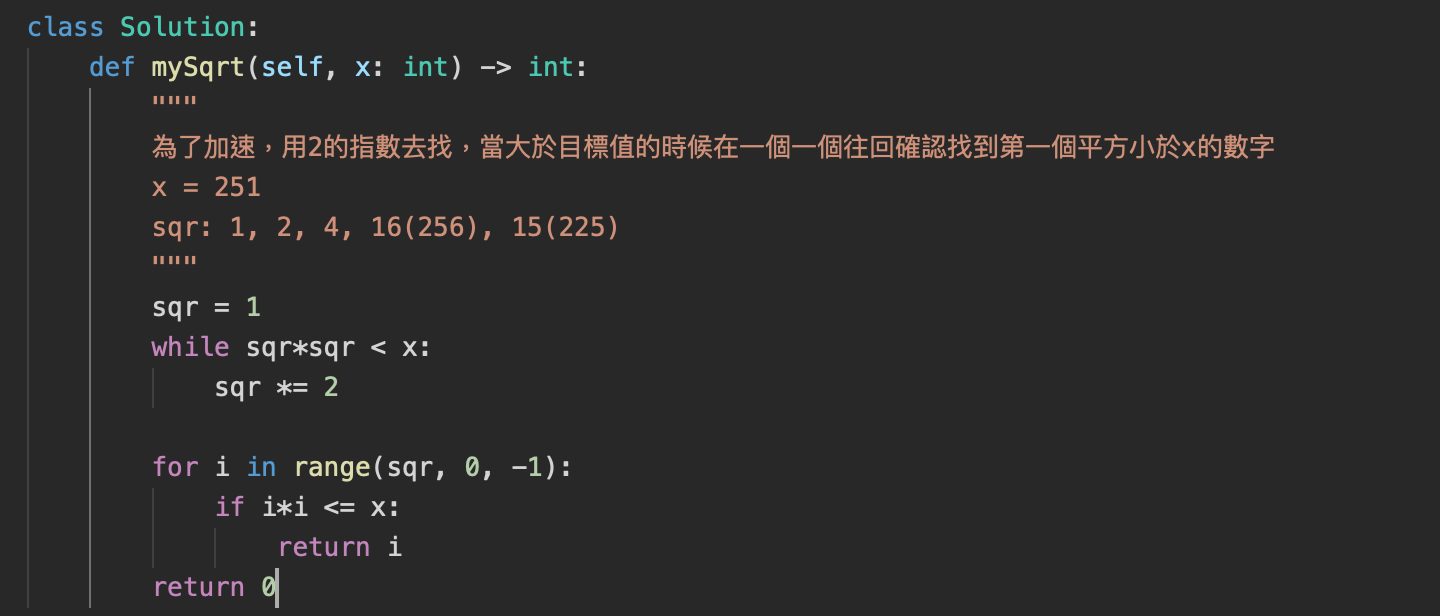 class Solution:
    def mySqrt(self, x: int) -> int:
        """
        為了加速，用2的指數去找，當大於目標值的時候在一個一個往回確認找到第一個平方小於x的數字
        x = 251
        sqr: 1, 2, 4, 16(256), 15(225)
        """
        sqr = 1
        while sqr*sqr < x:
            sqr *= 2

        for i in range(sqr, 0, -1):
            if i*i <= x:
                return i
        return 0